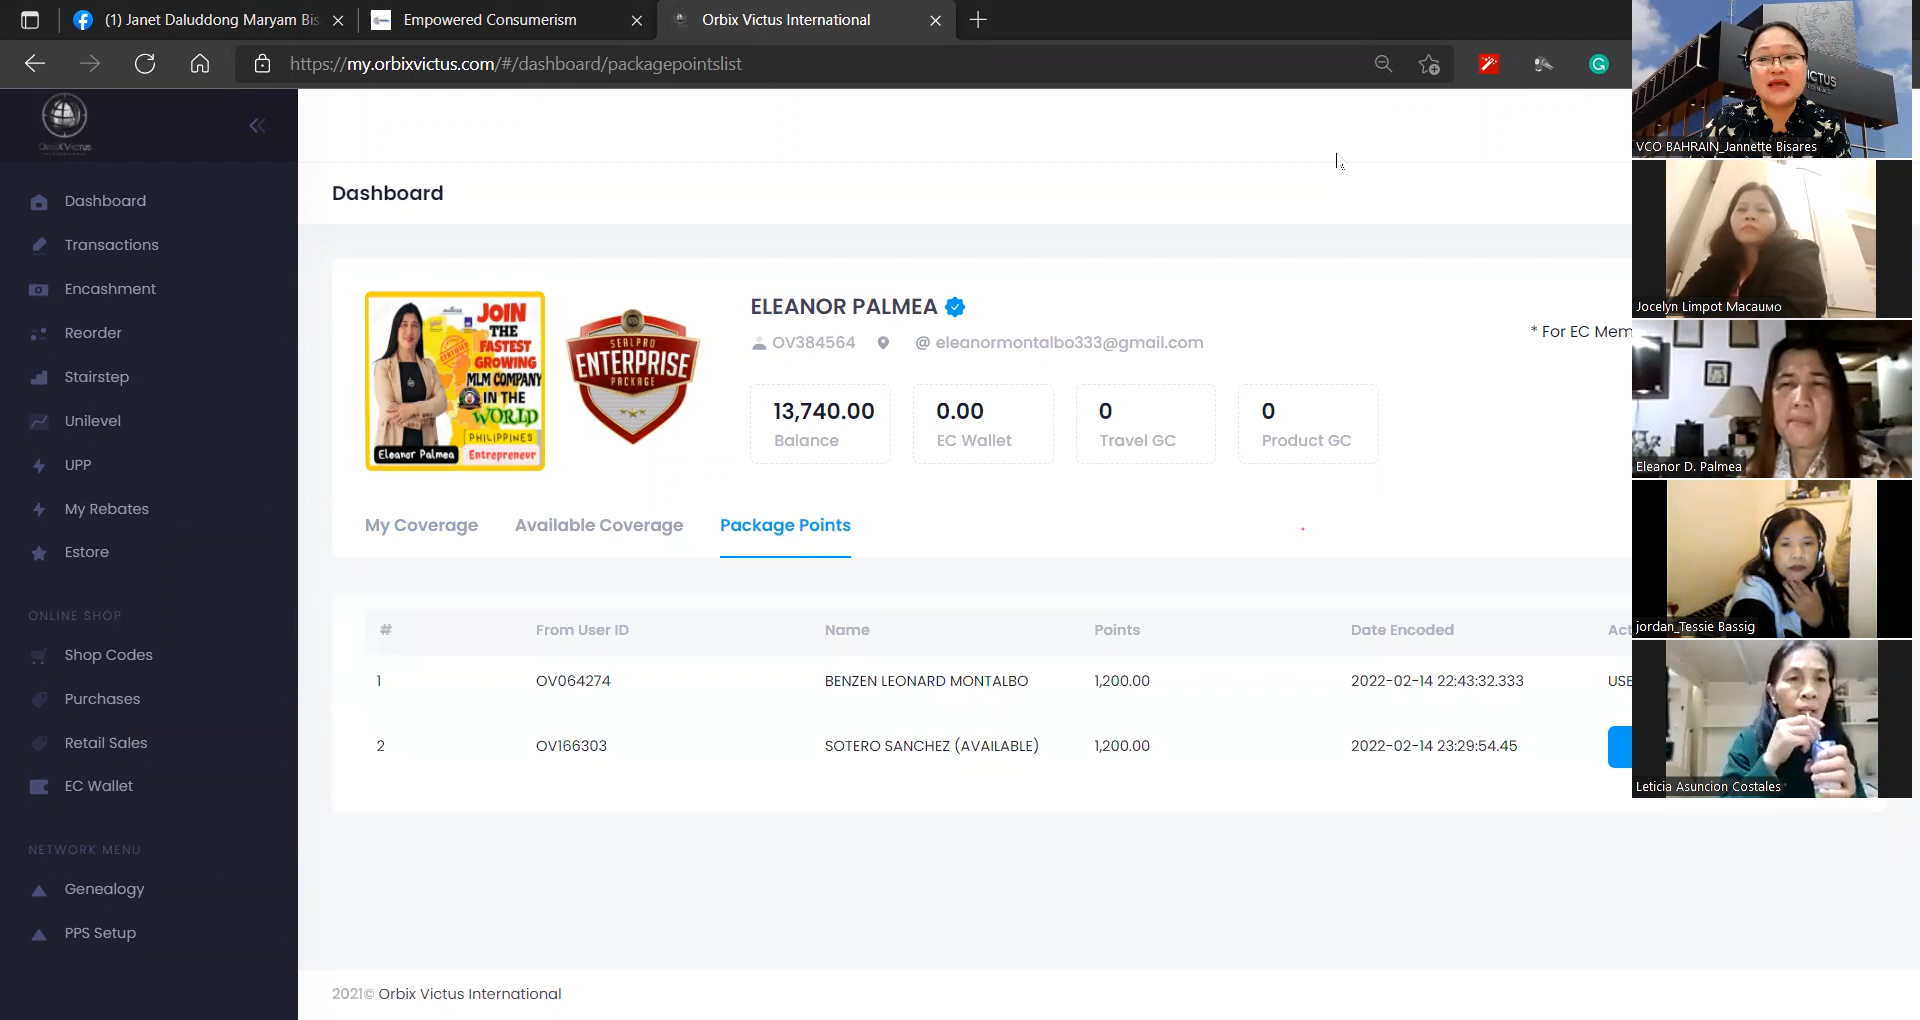 (1) Janet Daluddong Maryam Bis
Empowered Consumerism
Orbix Victus International
https://my.orbixvictus.com/#/dashboard/packagepointslist
ORBIXVICTUS
Dashboard
Transactions
Encashment
Reorder
Stairstep
Unilevel
UPP
My Rebates
Estore
ONLINE SHOP
Shop Codes
Purchases
Retail Sales
EC Wallet
NETWORK MENU
Genealogy
PPS Setup
Dashboard
JOIN
THE
FASTEST
GROWING
MLM COMPANY
IN THE
WORLD
PHILIPPINES
Eleanor Palmea
Entrepreneur
CERTIFIED
SEALPRO
ENTERPRISE
PACKAGE
ELEANOR PALMEA
OV384564
@ eleanormontalbo333@gmail.com
* For EC Mem
13,740.00
Balance
0.00
EC Wallet
0
Travel GC
0
Product GC
My Coverage
Available Coverage
Package Points
# From User ID Name Points Date Encoded Act
1 OV064274 BENZEN LEONARD MONTALBO 1,200.00 2022-02-14 22:43:32.333 USE
2 OV166303 SOTERO SANCHEZ (AVAILABLE) 1,200.00 2022-02-14 23:29:54.45
2021© Orbix Victus International
ICTUS
VCO BAHRAIN_Jannette Bisares
Jocelyn Limpot Macaumo
Eleanor D. Palmea
jordan_Tessie Bassig
Leticia Asuncion Costales